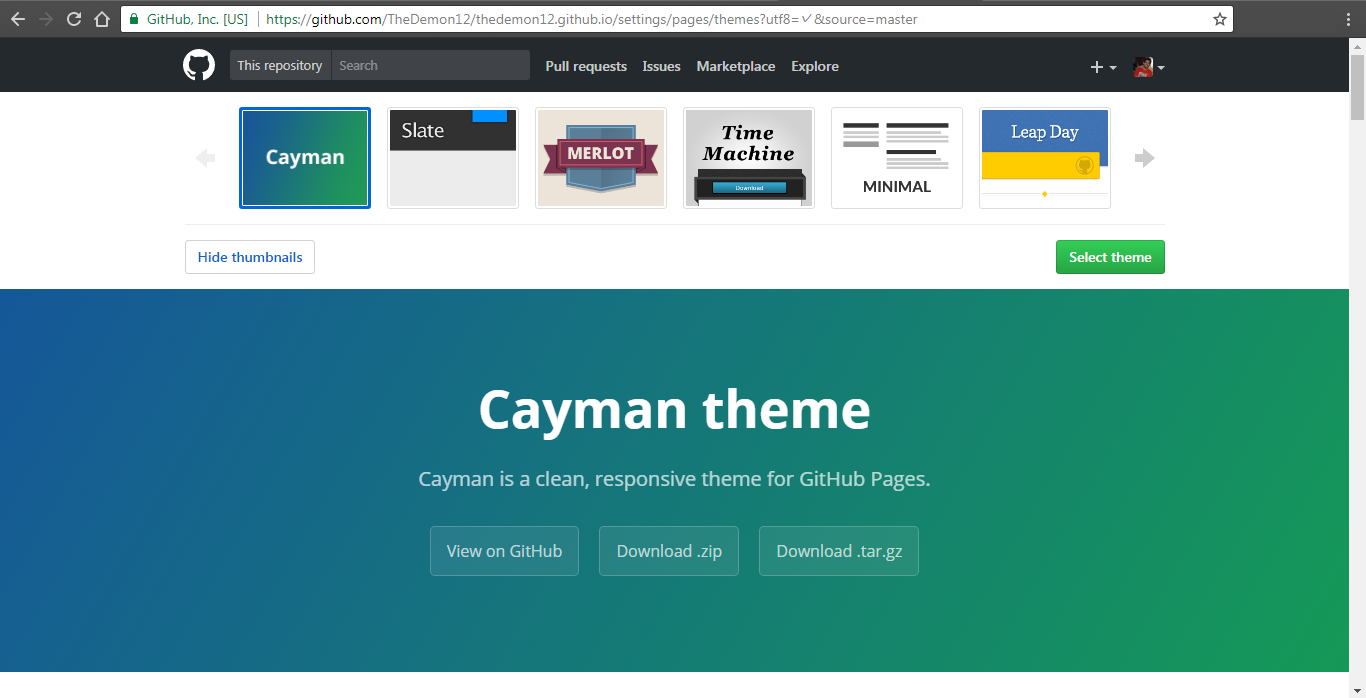 GitHub, Inc. [US] https://github.com/TheDemon12/thedemon12.github.io/settings/pages/themes?utf8=✓&source=master
This repository Search Pull requests Issues Marketplace Explore
Cayman
Slate
MERLOT
Time
Machine
Download
MINIMAL
Leap Day
Hide thumbnails Select theme
Cayman theme
Cayman is a clean, responsive theme for GitHub Pages.
View on GitHub Download .zip Download .tar.gz